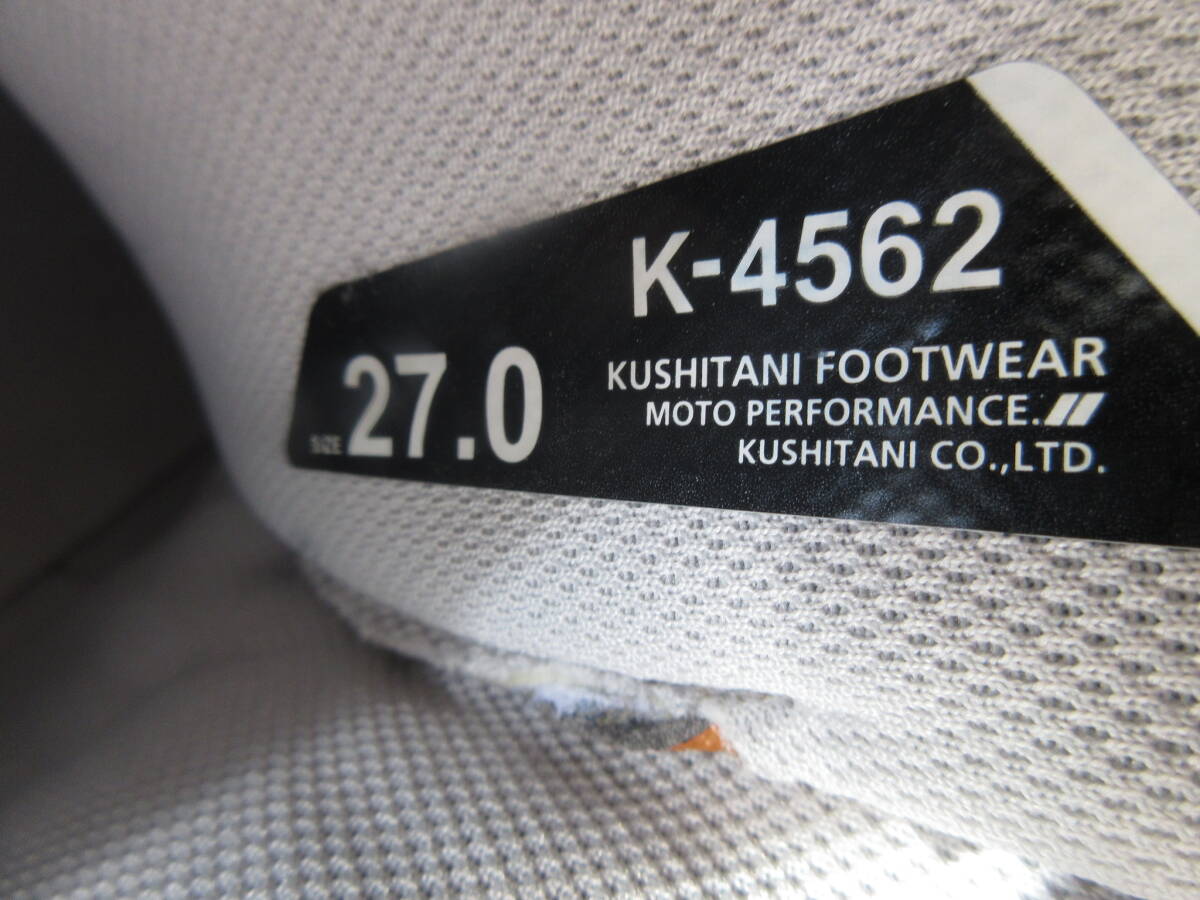 K-4562
SIZE 27.0
KUSHITANI FOOTWEAR
MOTO PERFORMANCE.
KUSHITANI CO.,LTD.